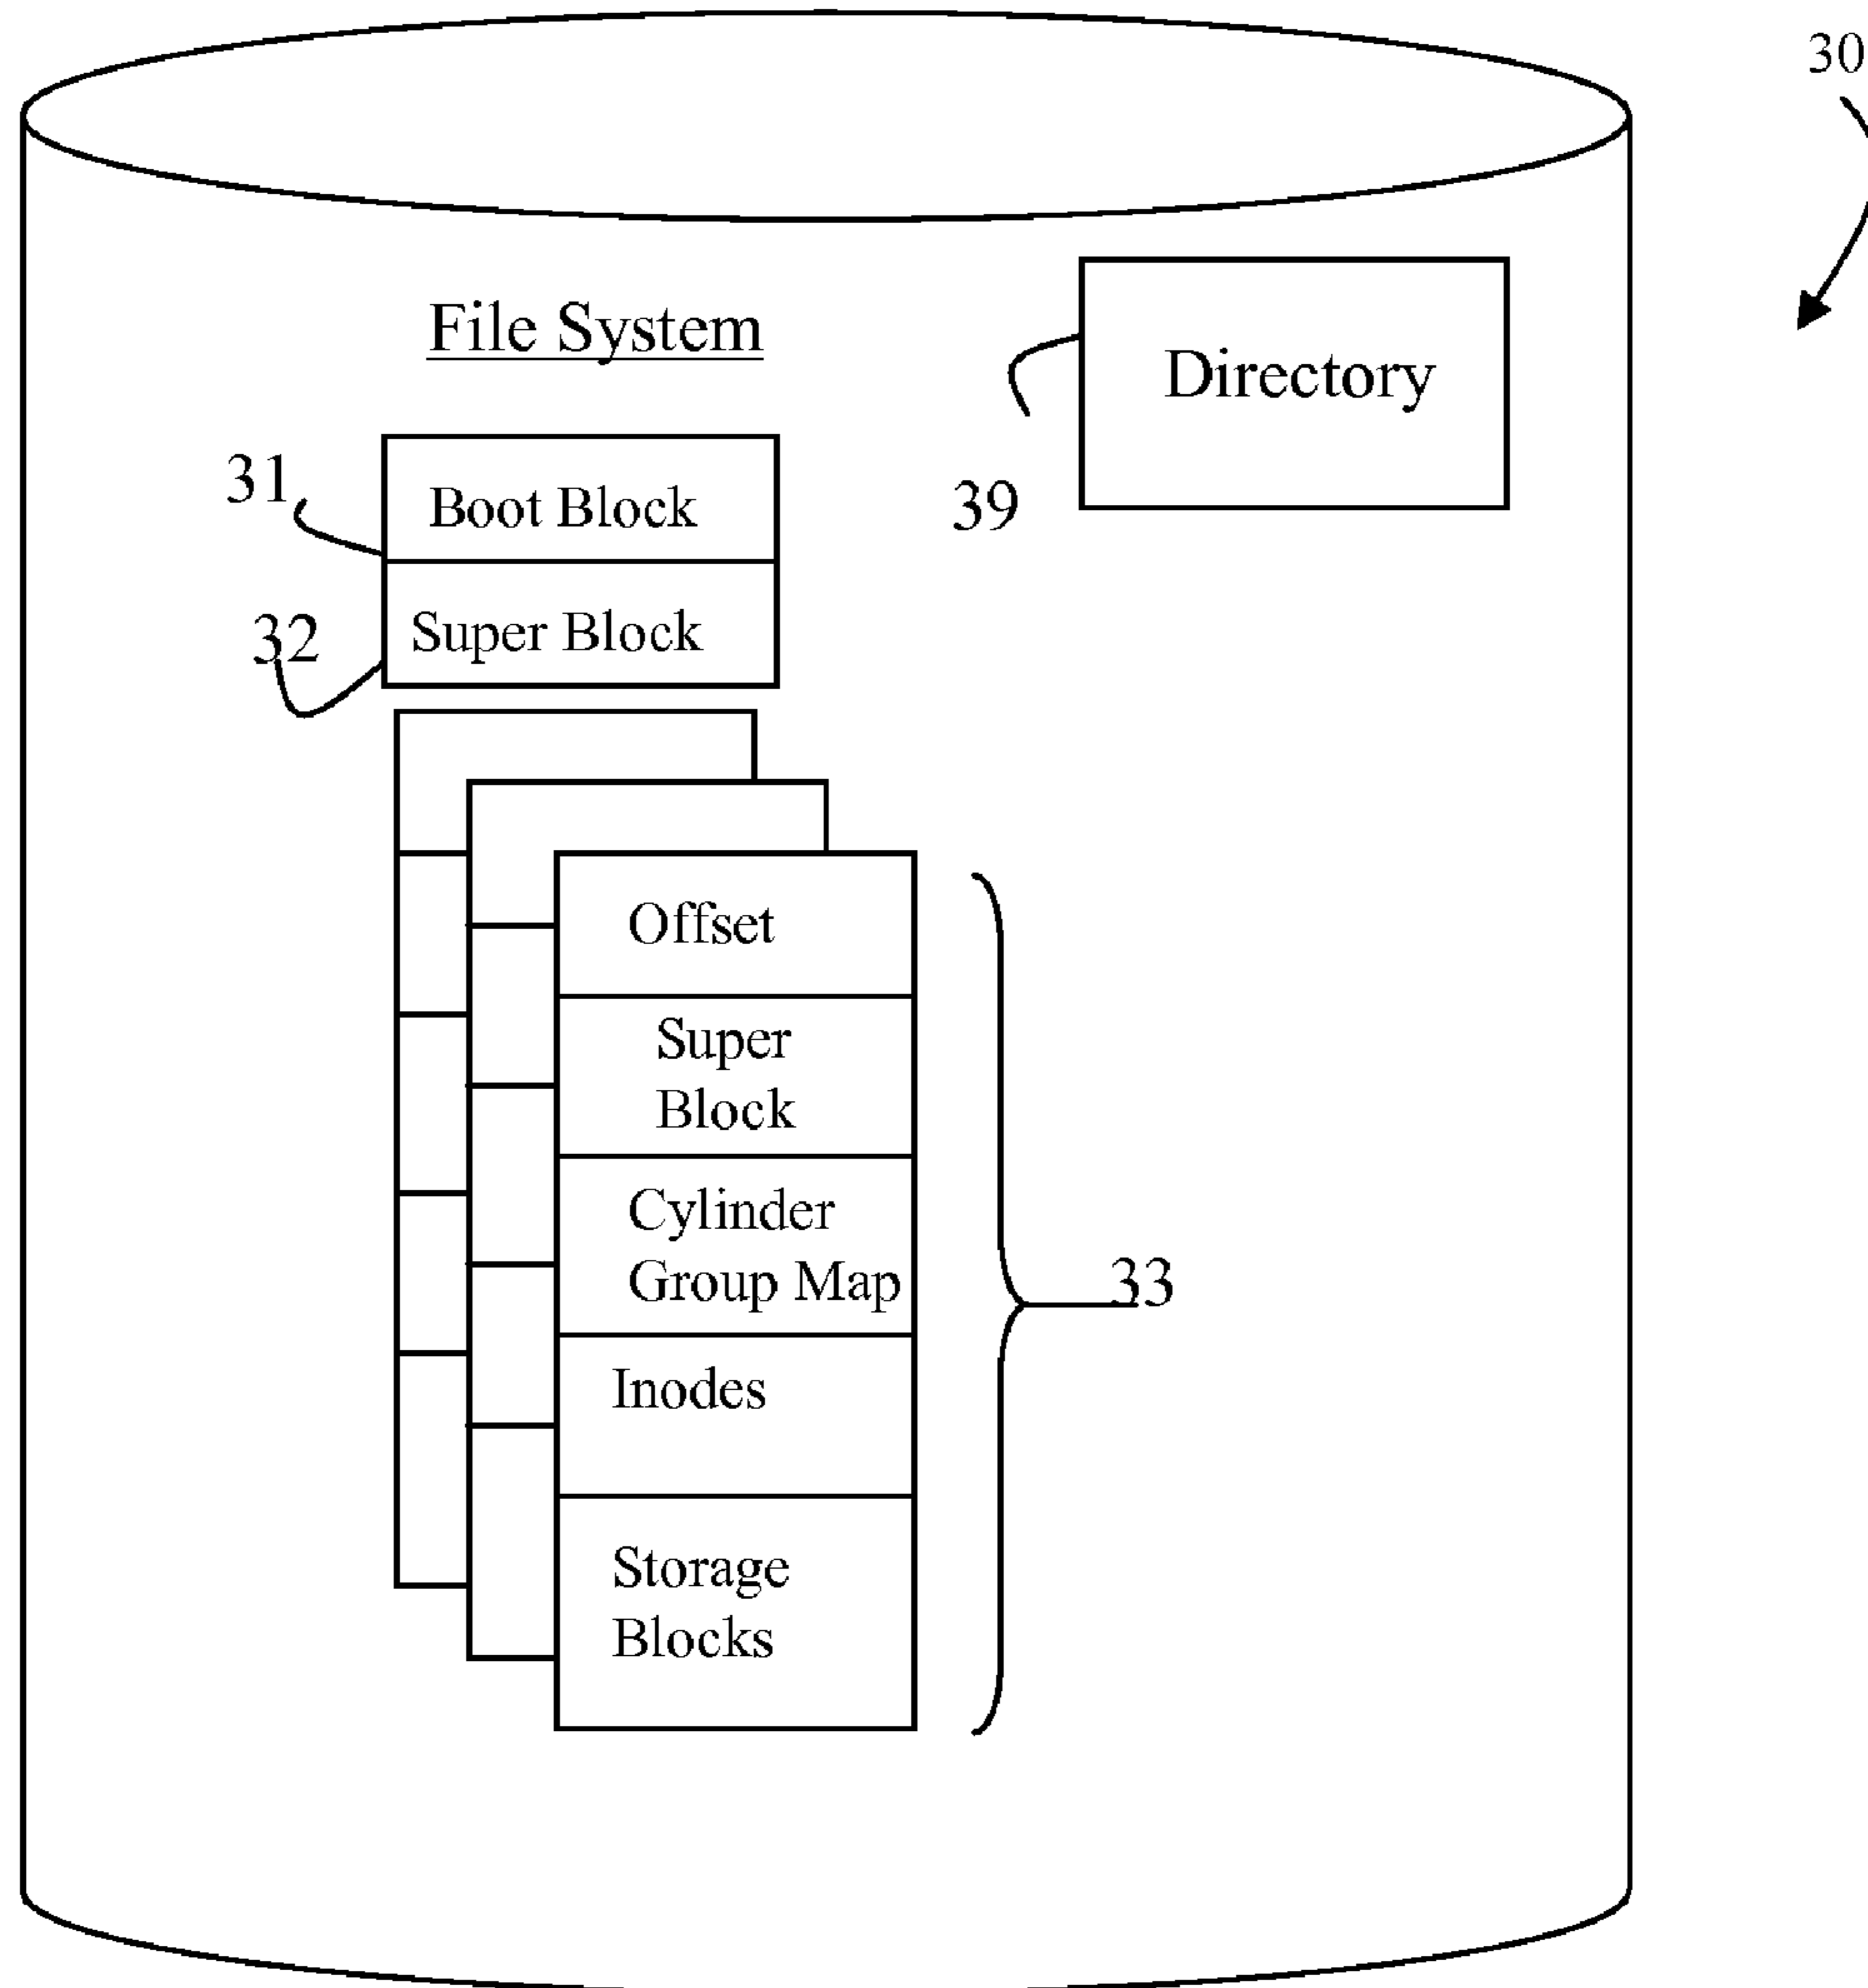 30
File System
Directory
31
Boot Block
39
32
Super Block
Offset
Super
Block
Cylinder
Group Map
33
Inodes
Storage
Blocks